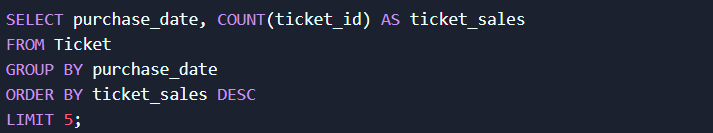 SELECT purchase_date, COUNT(ticket_id) AS ticket_sales
FROM Ticket
GROUP BY purchase_date
ORDER BY ticket_sales DESC
LIMIT 5;